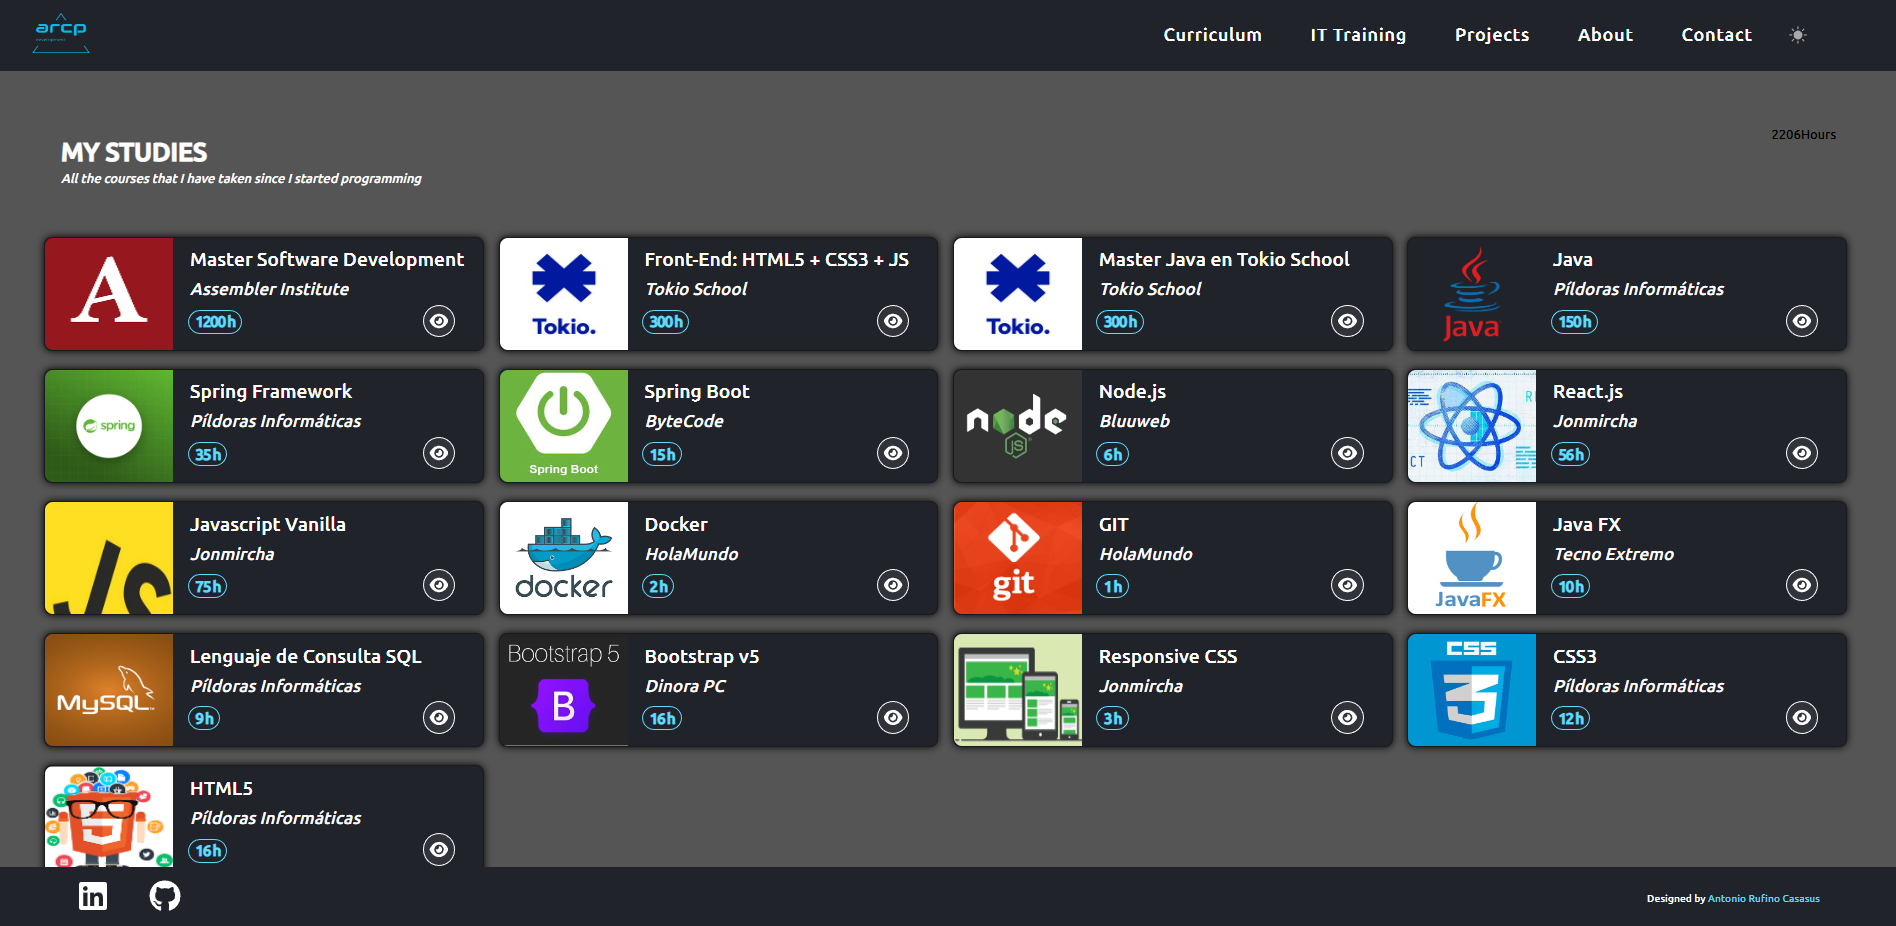 arcp
development
Curriculum
IT Training
Projects
About
Contact
2206Hours
MY STUDIES
All the courses that I have taken since I started programming
A
Master Software Development
Assembler Institute
1200h
Tokio.
Front-End: HTML5 + CSS3 + JS
Tokio School
300h
Tokio.
Master Java en Tokio School
Tokio School
300h
Java
Java
Píldoras Informáticas
150h
spring
Spring Framework
Píldoras Informáticas
35h
Spring Boot
Spring Boot
ByteCode
15h
node
JS
Node.js
Bluuweb
6h
R
CT
React.js
Jonmircha
56h
JS
Javascript Vanilla
Jonmircha
75h
docker
Docker
HolaMundo
2h
git
GIT
HolaMundo
1h
JavaFX
Java FX
Tecno Extremo
10h
MySQL™
Lenguaje de Consulta SQL
Píldoras Informáticas
9h
Bootstrap 5
B
Bootstrap v5
Dinora PC
16h
Responsive CSS
Jonmircha
3h
CSS
3
CSS3
Píldoras Informáticas
12h
5
HTML5
Píldoras Informáticas
16h
in
Designed by Antonio Rufino Casasus